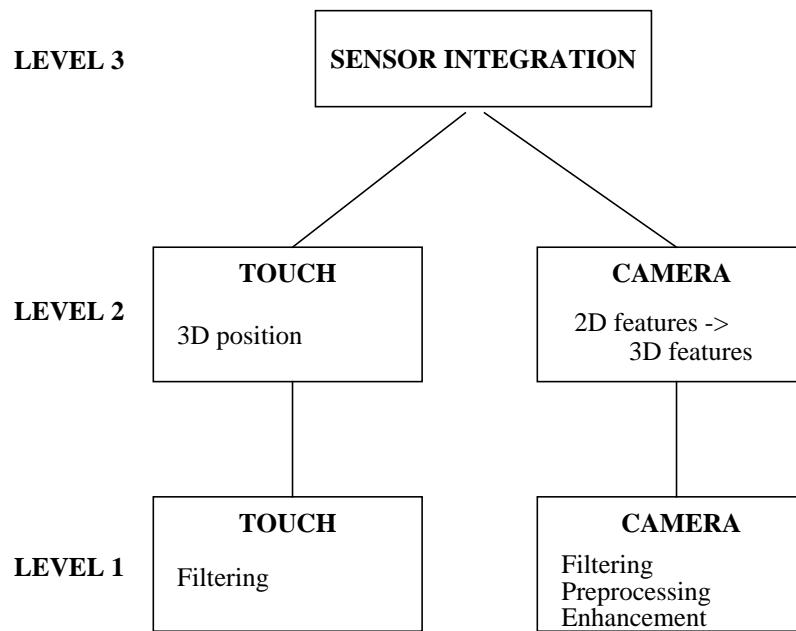 LEVEL 3
SENSOR INTEGRATION
LEVEL 2
TOUCH
3D position
CAMERA
2D features ->
3D features
LEVEL 1
TOUCH
Filtering
CAMERA
Filtering
Preprocessing
Enhancement